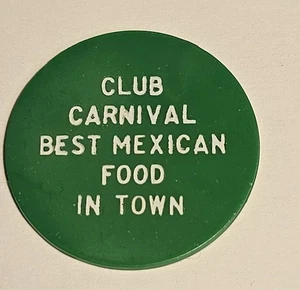 CLUB
CARNIVAL
BEST MEXICAN
FOOD
IN TOWN